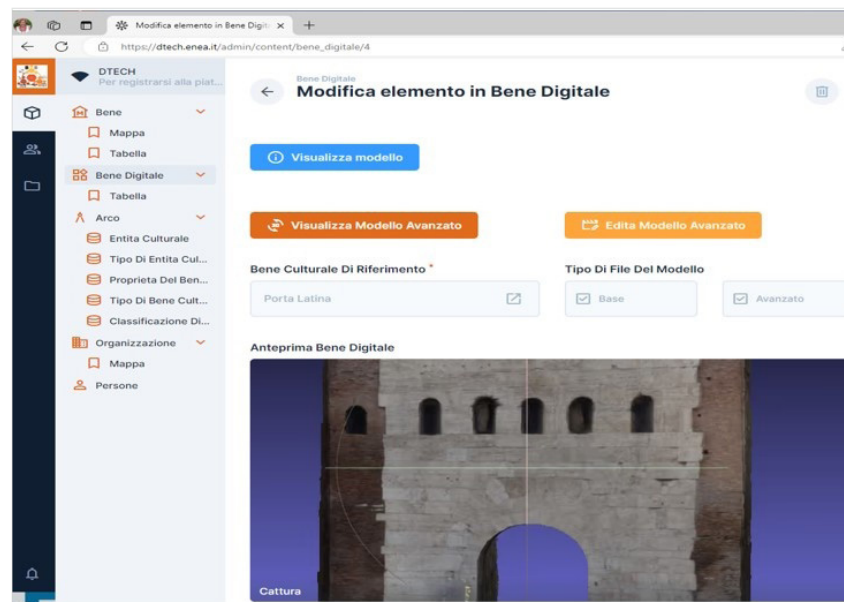 Modifica elemento in Bene Digit
https://dtech.enea.it/admin/content/bene_digitale/4
DTECH
Per registrarsi alla plat...
Bene
Mappa
Tabella
Bene Digitale
Tabella
Arco
Entita Culturale
Tipo Di Entita Cul...
Proprieta Del Ben...
Tipo Di Bene Cult...
Classificazione Di...
Organizzazione
Mappa
Persone
Bene Digitale
Modifica elemento in Bene Digitale
Visualizza modello
Visualizza Modello Avanzato
Edita Modello Avanzato
Bene Culturale Di Riferimento *
Porta Latina
Tipo Di File Del Modello
Base
Avanzato
Anteprima Bene Digitale
Cattura